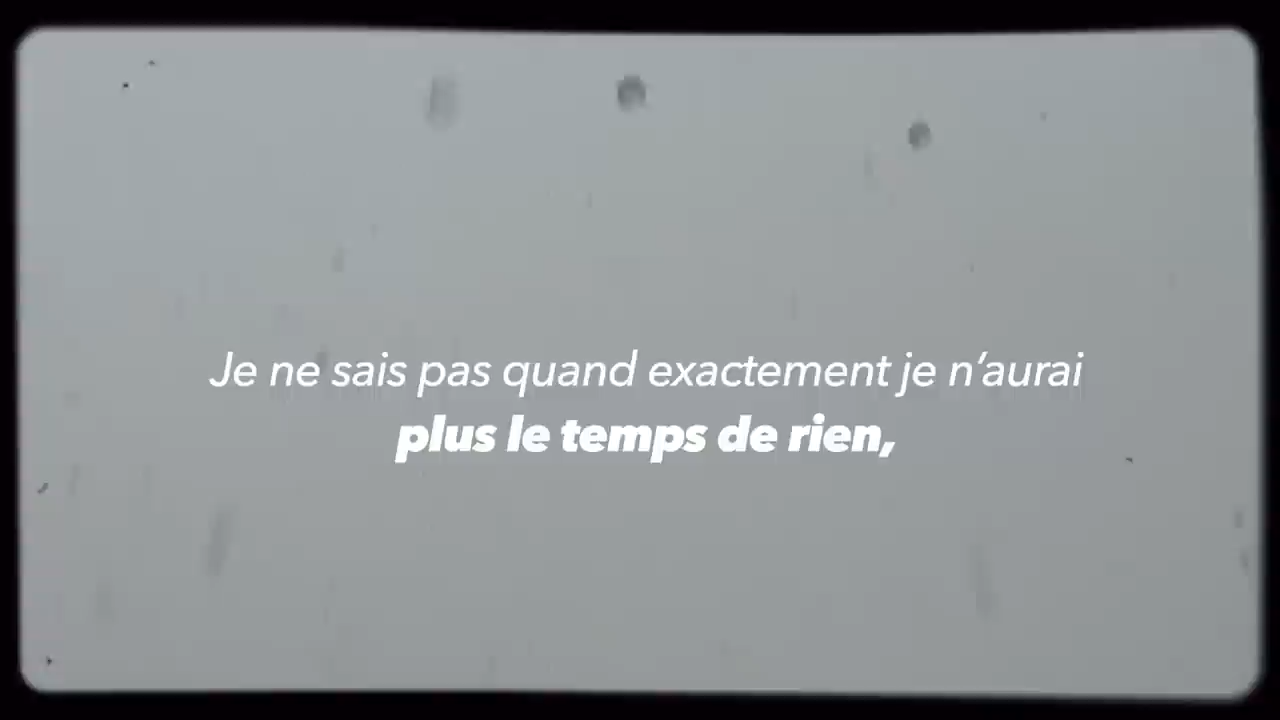 Je ne sais pas quand exactement je n’aurai
plus le temps de rien,